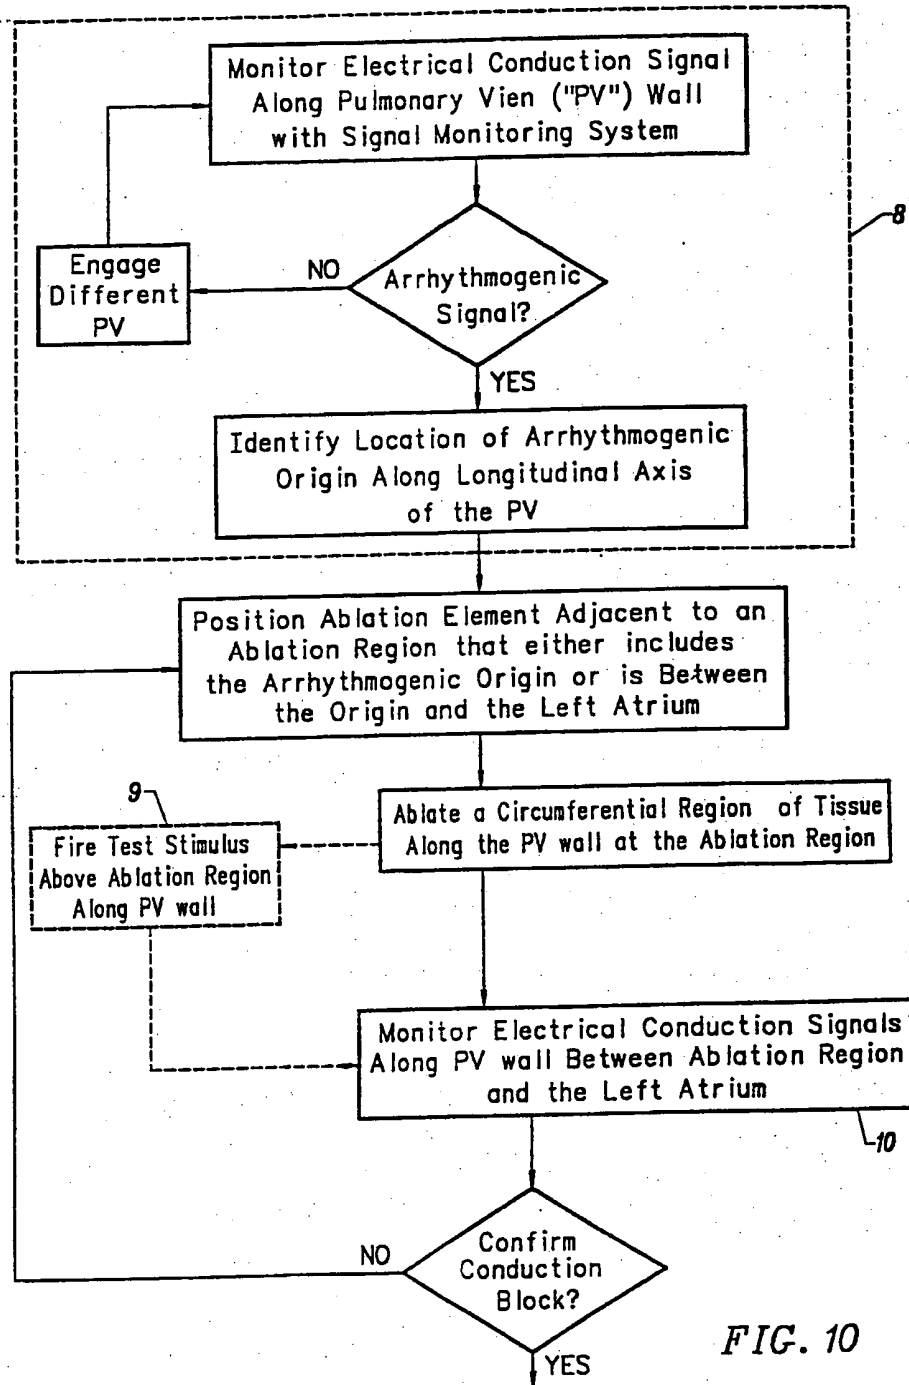 Monitor Electrical Conduction Signal
Along Pulmonary Vien ("PV") Wall
with Signal Monitoring System
8
Engage
Different
PV
NO
Arrhythmogenic
Signal?
YES
Identify Location of Arrhythmogenic
Origin Along Longitudinal Axis
of the PV
Position Ablation Element Adjacent to an
Ablation Region that either includes
the Arrhythmogenic Origin or is Between
the Origin and the Left Atrium
9
Fire Test Stimulus
Above Ablation Region
Along PV wall
Ablate a Circumferential Region of Tissue
Along the PV wall at the Ablation Region
Monitor Electrical Conduction Signals
Along PV wall Between Ablation Region
and the Left Atrium
10
NO
Confirm
Conduction
Block?
YES
FIG. 10